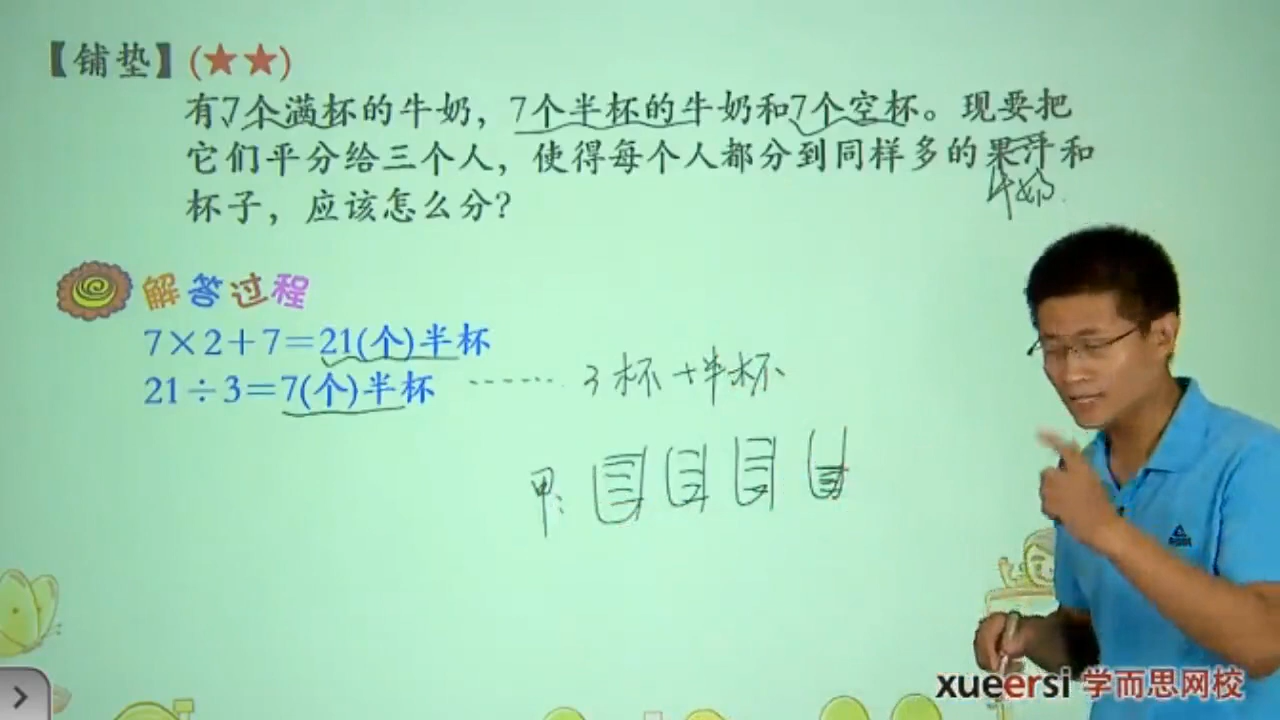 【铺垫】(★★)
有7个满杯的牛奶，7个半杯的牛奶和7个空杯。现要把
它们平分给三个人，使得每个人都分到同样多的果汁和
牛奶
杯子，应该怎么分？
解答过程
7×2＋7＝21(个)半杯
21÷3＝7(个)半杯 ------ 3杯+半杯
甲：
xueersi 学而思网校